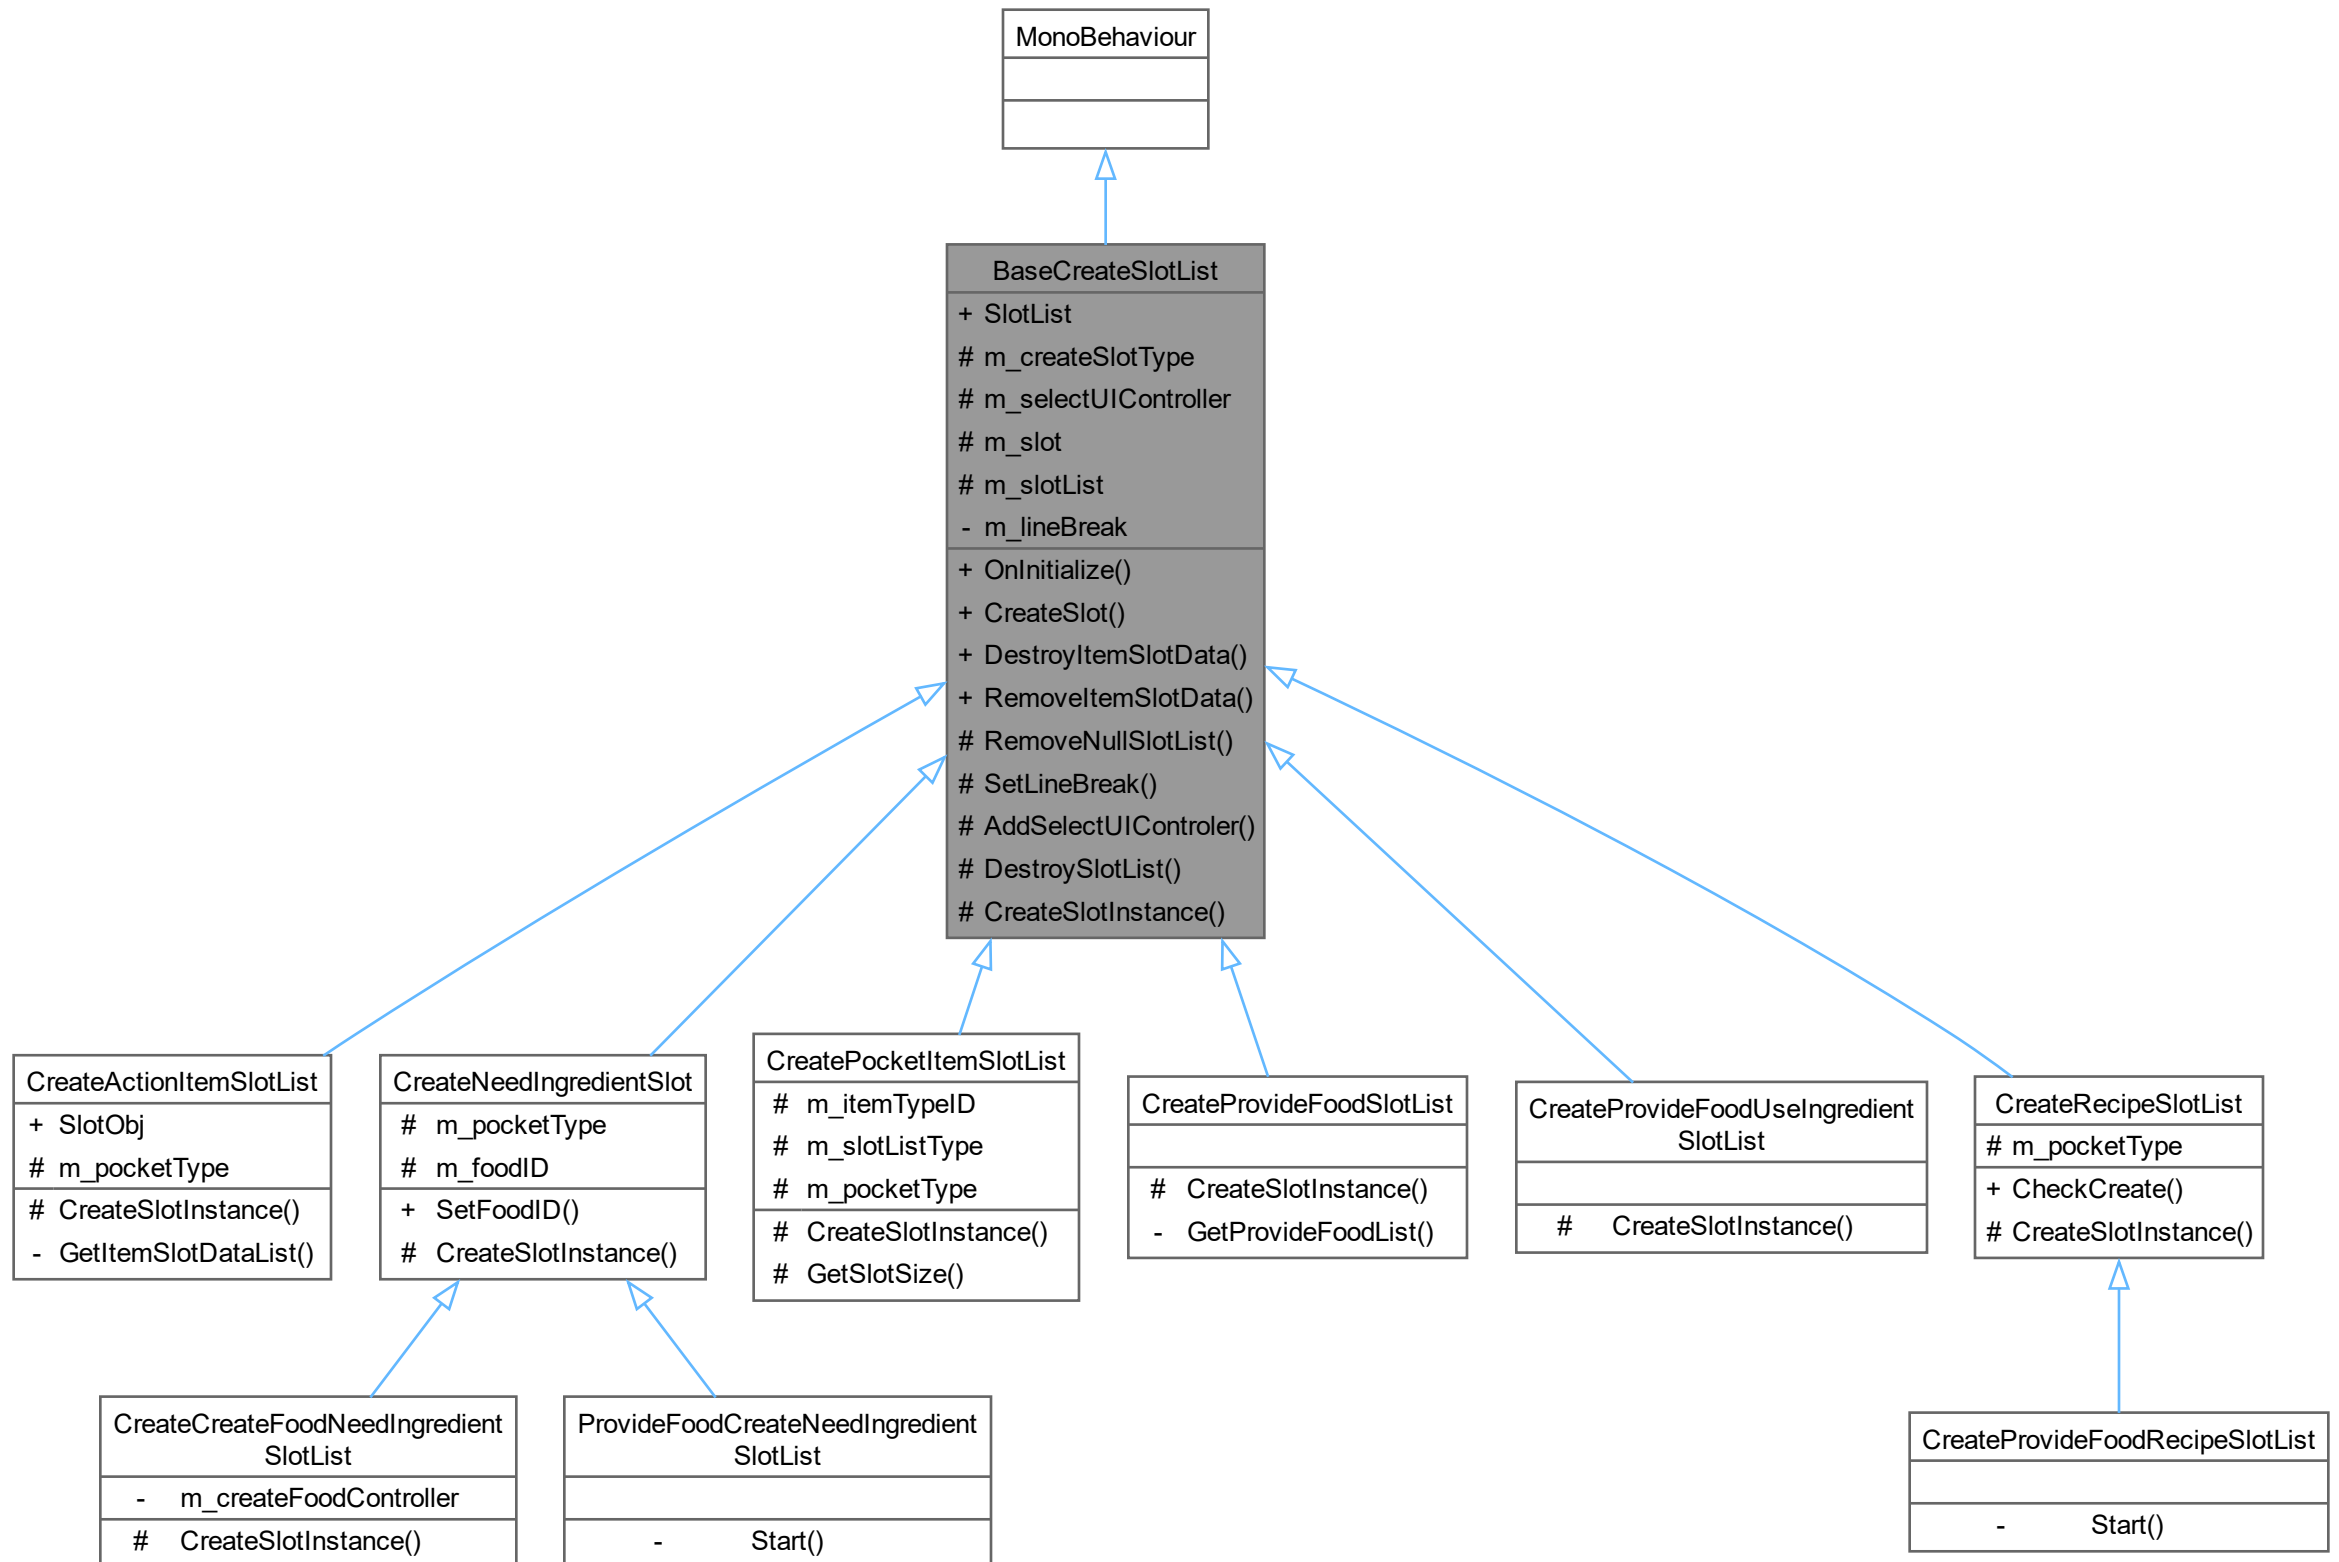 MonoBehaviour
BaseCreateSlotList
+ SlotList
# m_createSlotType
# m_selectUIController
# m_slot
# m_slotList
- m_lineBreak
+ OnInitialize()
+ CreateSlot()
+ DestroyItemSlotData()
+ RemoveItemSlotData()
# RemoveNullSlotList()
# SetLineBreak()
# AddSelectUIControler()
# DestroySlotList()
# CreateSlotInstance()
CreateActionItemSlotList
+ SlotObj
# m_pocketType
# CreateSlotInstance()
- GetItemSlotDataList()
CreateNeedIngredientSlot
# m_pocketType
# m_foodID
+ SetFoodID()
# CreateSlotInstance()
CreatePocketItemSlotList
# m_itemTypeID
# m_slotListType
# m_pocketType
# CreateSlotInstance()
# GetSlotSize()
CreateProvideFoodSlotList
# CreateSlotInstance()
- GetProvideFoodList()
CreateProvideFoodUseIngredient
SlotList
# CreateSlotInstance()
CreateRecipeSlotList
# m_pocketType
+ CheckCreate()
# CreateSlotInstance()
CreateCreateFoodNeedIngredient
SlotList
- m_createFoodController
# CreateSlotInstance()
ProvideFoodCreateNeedIngredient
SlotList
- Start()
CreateProvideFoodRecipeSlotList
- Start()